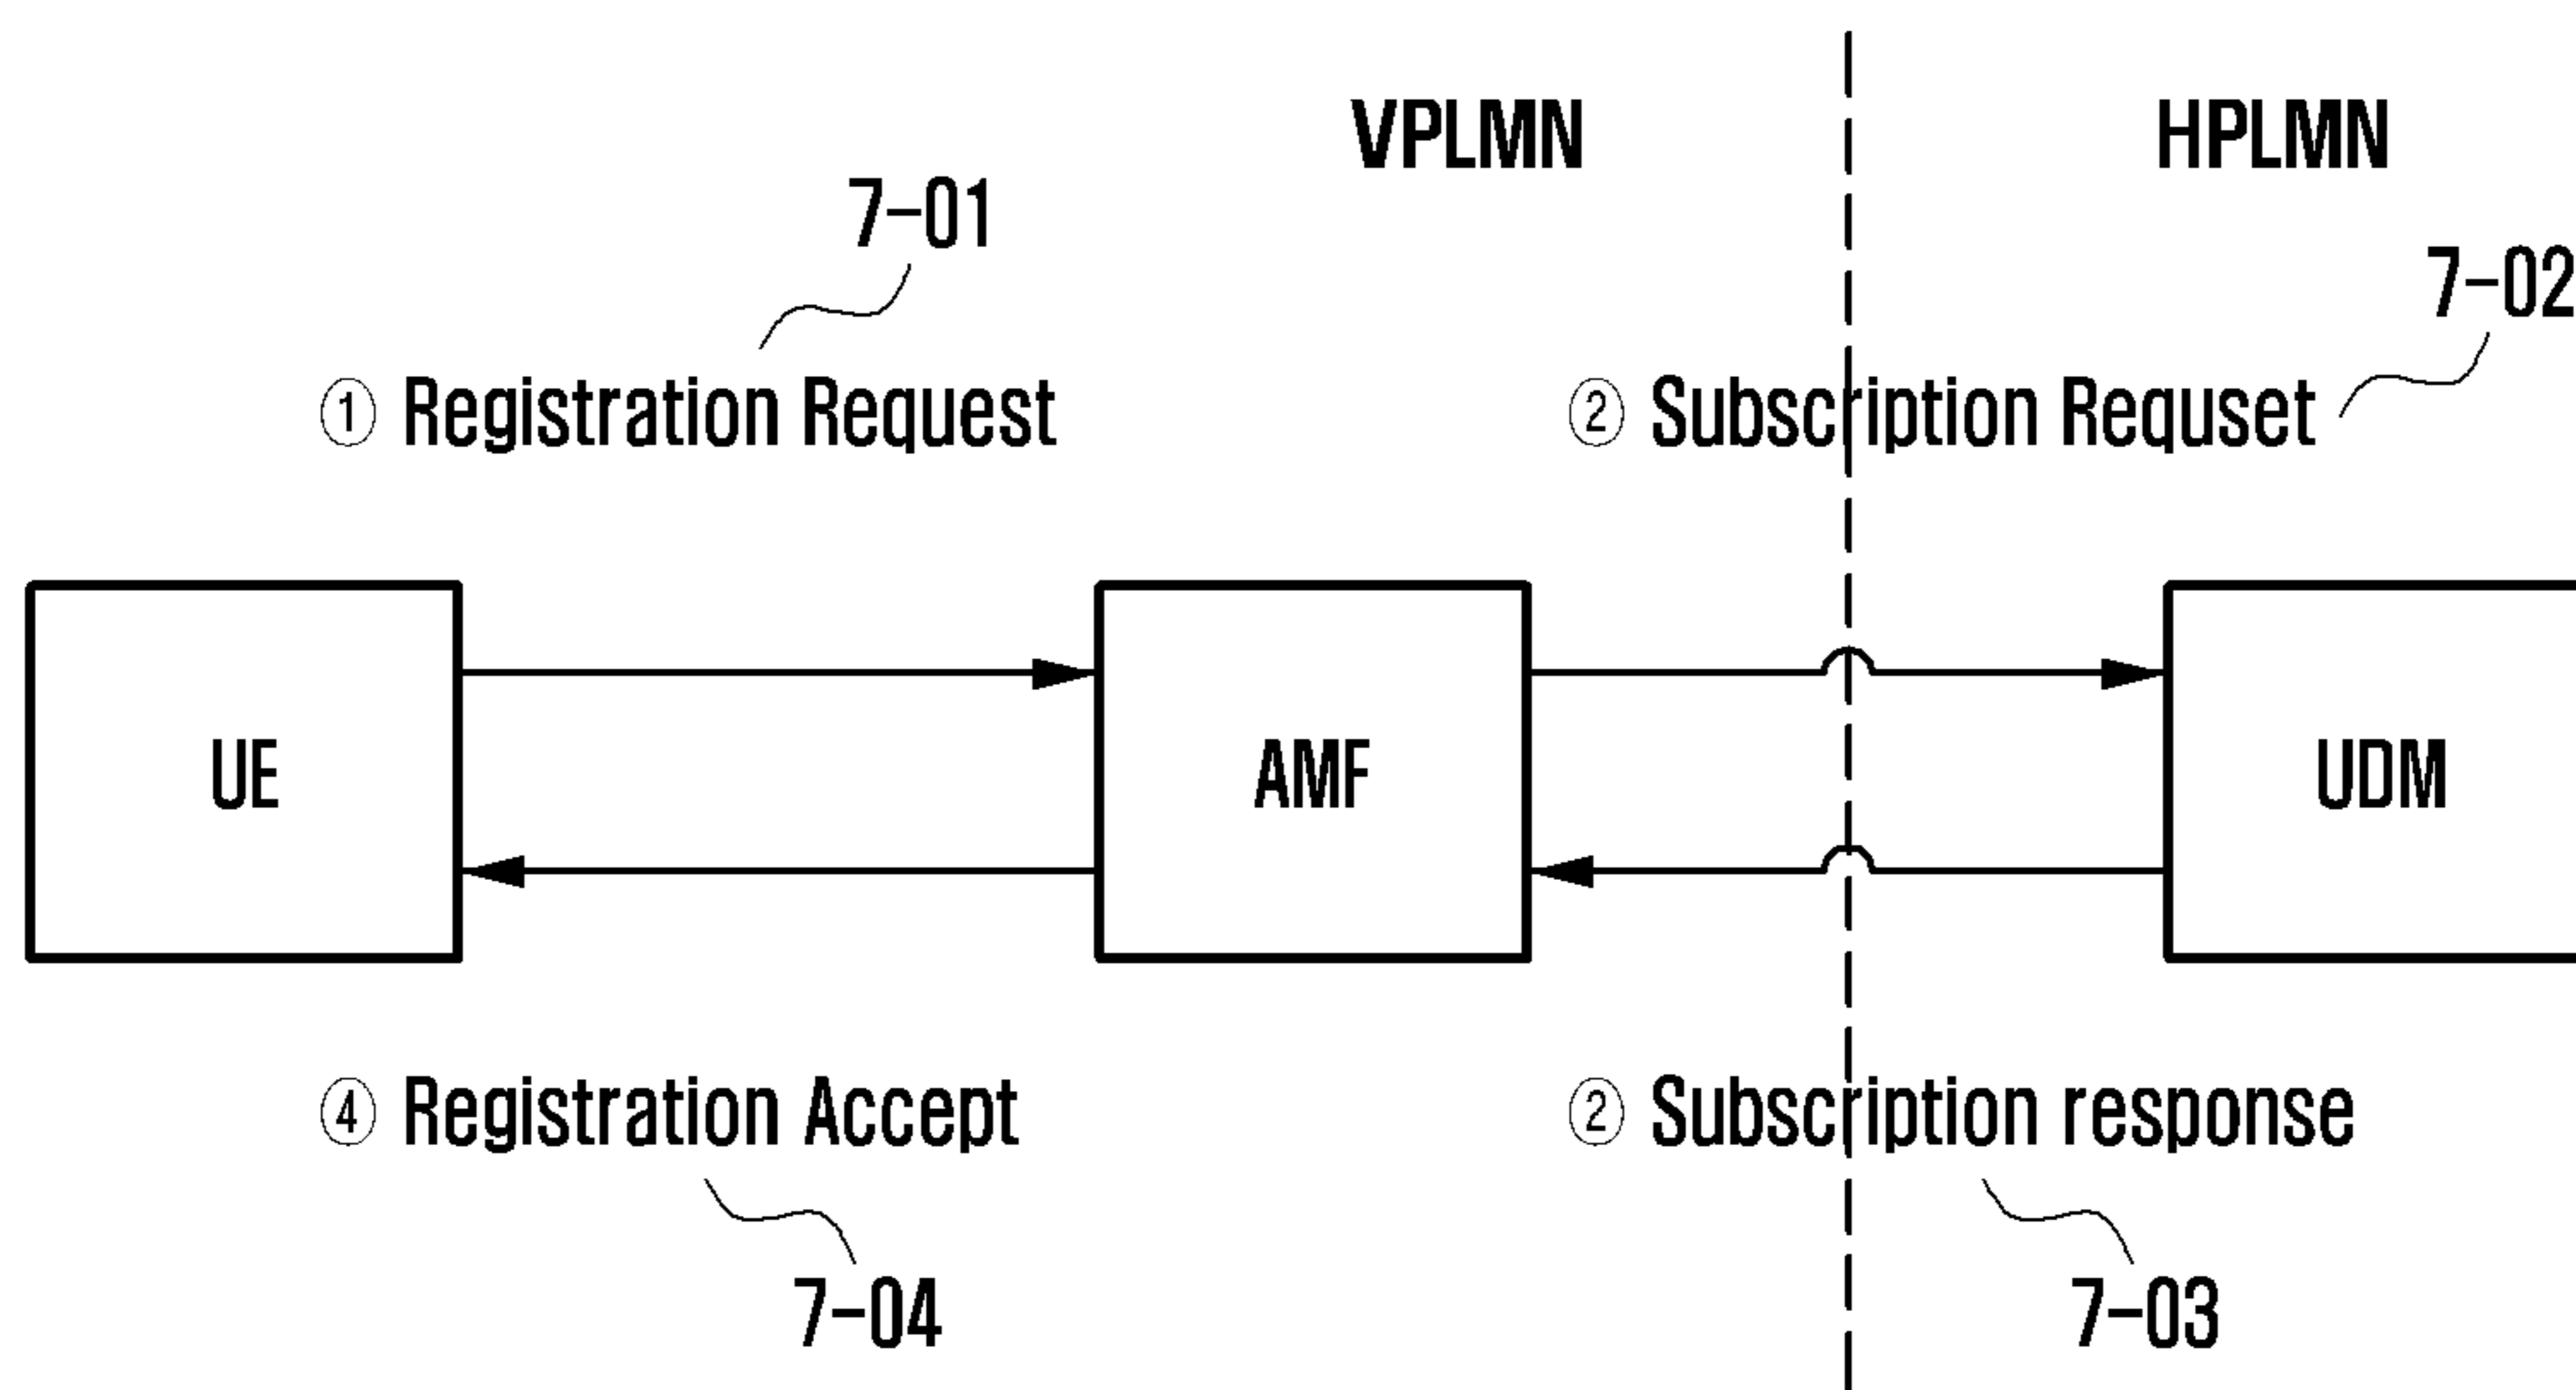 VPLMN
HPLMN
7-01
7-02
① Registration Request
② Subscription Requset
UE
AMF
UDM
④ Registration Accept
② Subscription response
7-04
7-03